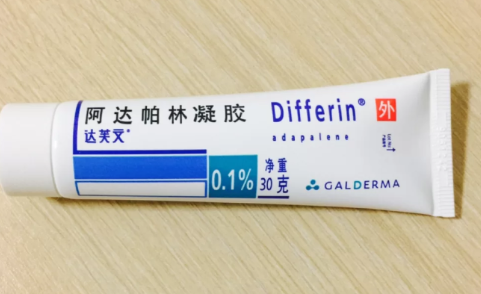 阿达帕林凝胶 Differin® 外
达芙文* adapalene
0.1% 净重
30克 GALDERMA